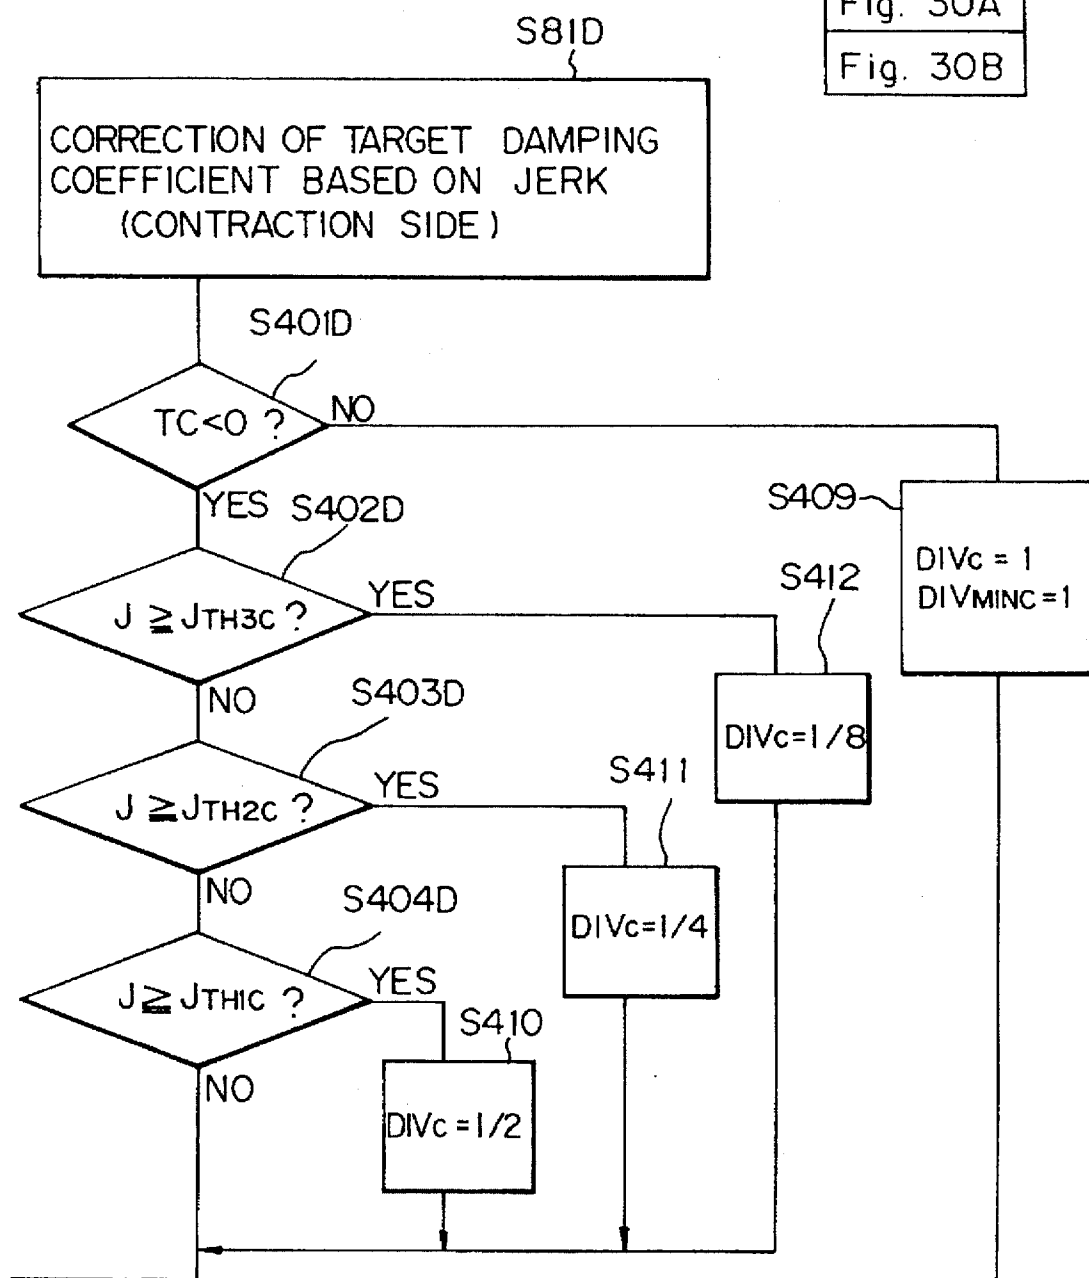 Fig. 30A
Fig. 30B
S81D
CORRECTION OF TARGET DAMPING
COEFFICIENT BASED ON JERK
(CONTRACTION SIDE)
S401D
TC<0 ?
NO
YES
S402D
S409
DIVC = 1
DIVMINC = 1
J ≧ JTH3C ?
YES
S412
NO
S403D
DIVC=1/8
J ≧ JTH2C ?
YES
S411
NO
S404D
DIVC=1/4
J ≧ JTH1C ?
YES
S410
NO
DIVC =1/2